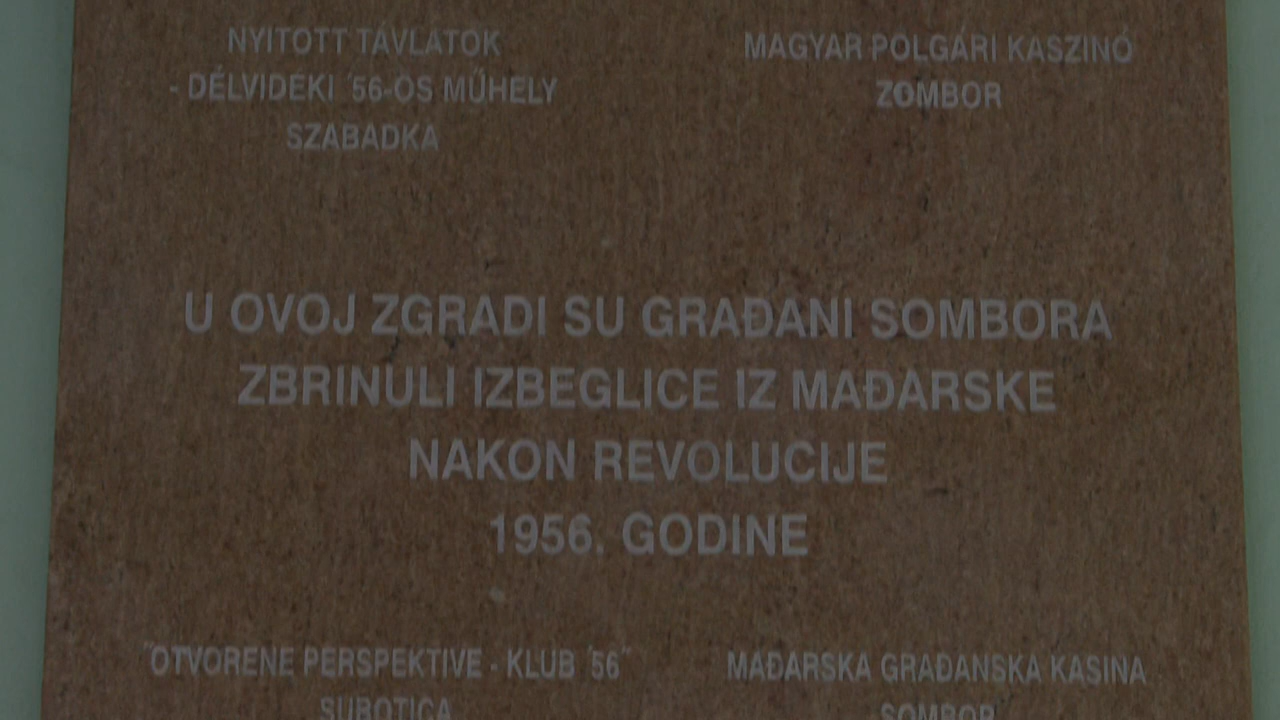 NYITOTT TÁVLATOK
- DÉLVIDÉKI '56-OS MŰHELY
SZABADKA
MAGYAR POLGÁRI KASZINÓ
ZOMBOR
U OVOJ ZGRADI SU GRAĐANI SOMBORA
ZBRINULI IZBEGLICE IZ MAĐARSKE
NAKON REVOLUCIJE
1956. GODINE
"OTVORENE PERSPEKTIVE - KLUB '56"
SUBOTICA
MAĐARSKA GRAĐANSKA KASINA
SOMBOR